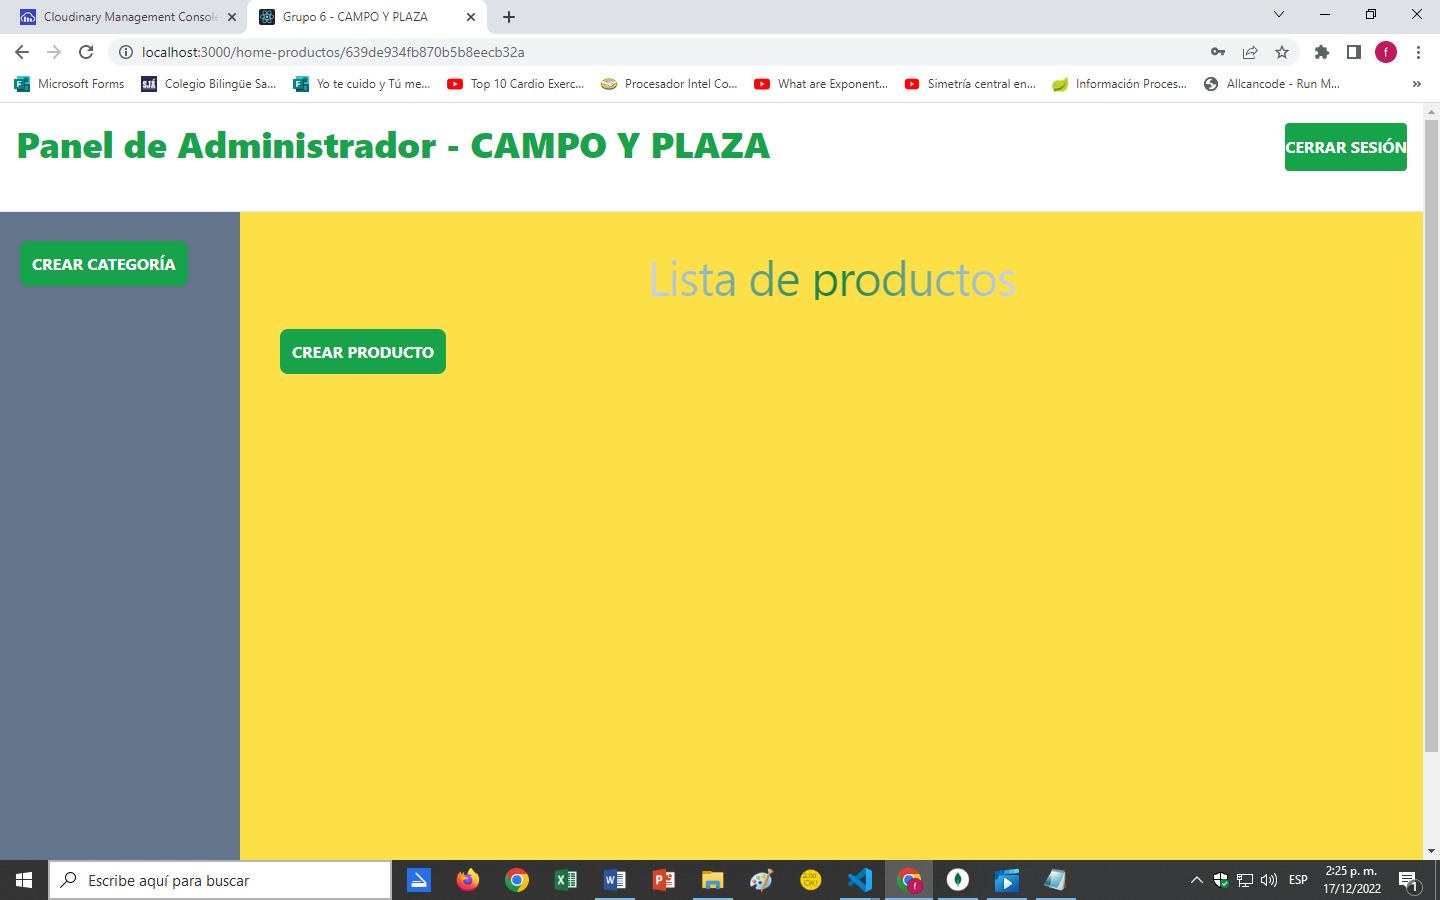 Cloudinary Management Console
Grupo 6 - CAMPO Y PLAZA
localhost:3000/home-productos/639de934fb870b5b8eecb32a
f
Microsoft Forms
SJA
Colegio Bilingüe Sa...
Yo te cuido y Tú me...
Top 10 Cardio Exerc...
Procesador Intel Co...
What are Exponent...
Simetría central en...
Información Proces...
Allcancode - Run M...
»
Panel de Administrador - CAMPO Y PLAZA
CERRAR SESIÓN
CREAR CATEGORÍA
Lista de productos
CREAR PRODUCTO
Escribe aquí para buscar
ESP
2:25 p. m.
17/12/2022
1